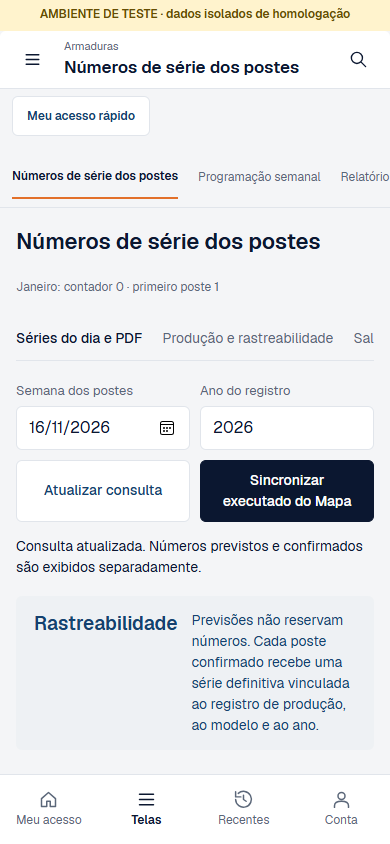 AMBIENTE DE TESTE · dados isolados de homologação
Armaduras
Números de série dos postes
Meu acesso rápido
Números de série dos postes
Programação semanal
Relatório
Números de série dos postes
Janeiro: contador 0 · primeiro poste 1
Séries do dia e PDF
Produção e rastreabilidade
Sal
Semana dos postes
Ano do registro
16/11/2026
2026
Atualizar consulta
Sincronizar
executado do Mapa
Consulta atualizada. Números previstos e confirmados
são exibidos separadamente.
Rastreabilidade
Previsões não reservam
números. Cada poste
confirmado recebe uma
série definitiva vinculada
ao registro de produção,
ao modelo e ao ano.
Meu acesso
Telas
Recentes
Conta